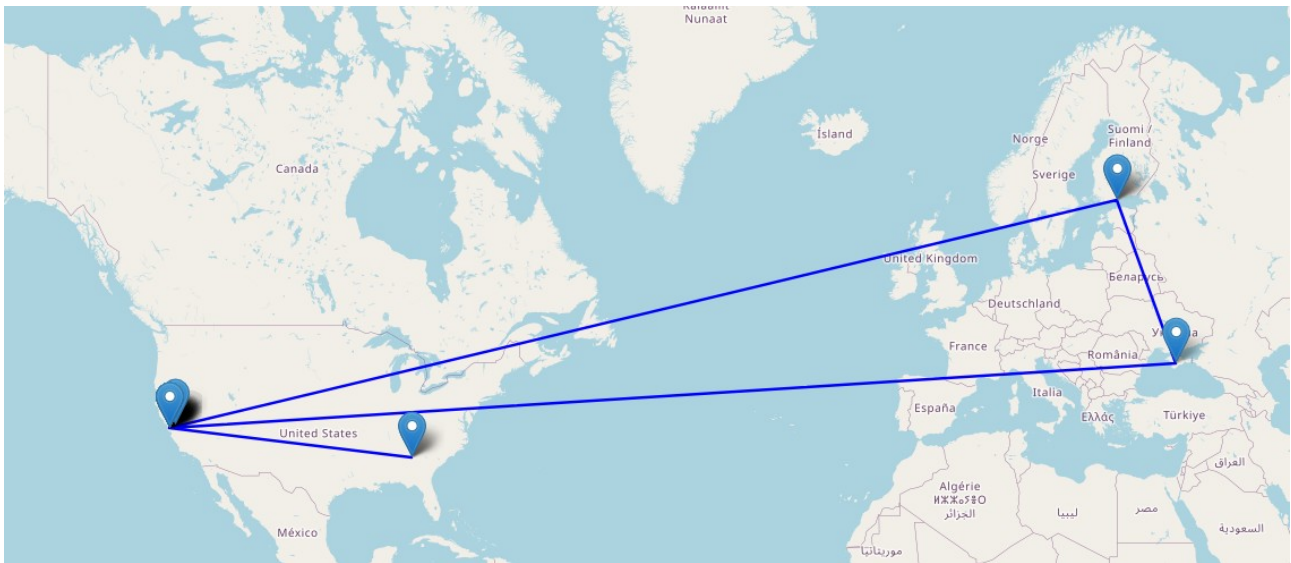 Nunaat
Ísland
Norge
Suomi /
Finland
Sverige
Canada
United Kingdom
Беларусь
Deutschland
France
România
United States
España
Italia
Ελλάς
Türkiye
México
Algérie
ⵍⵣⵣⴰⵢⴻⵔ
الجزائر
ليبيا
مصر
العراق
السعودية
موريتانيا